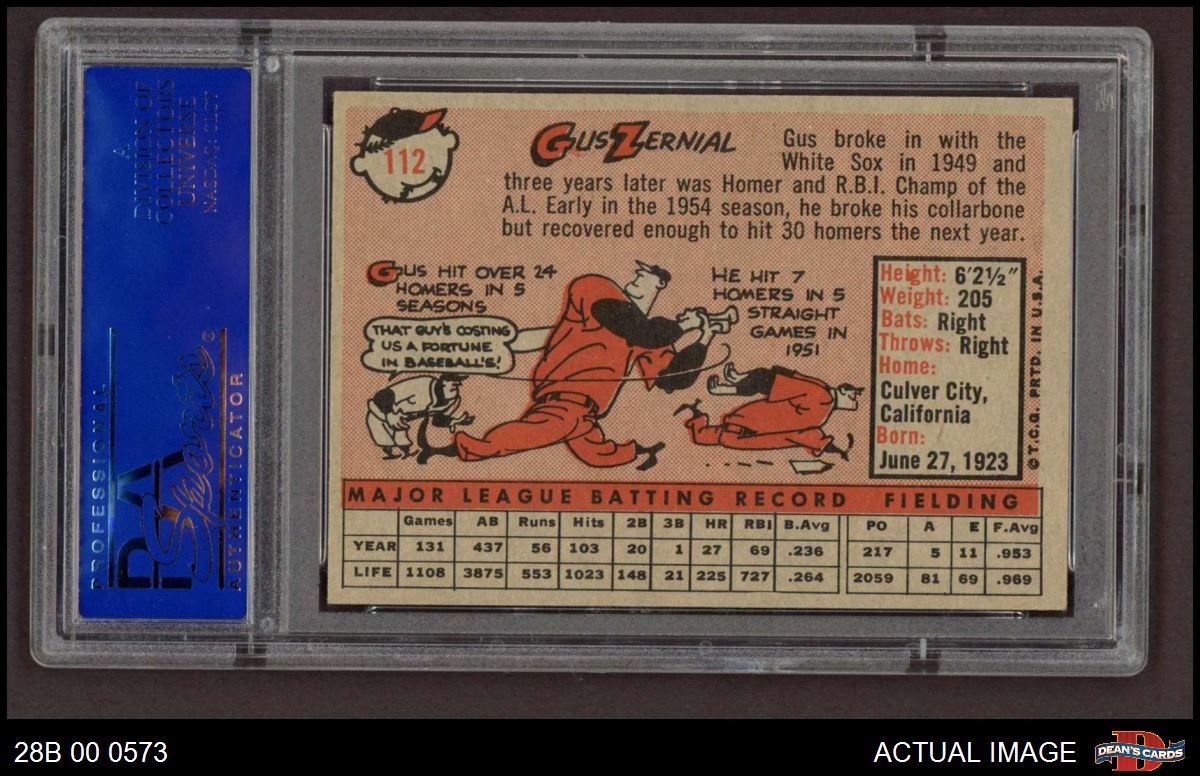 A
DIVISION OF
COLLECTORS
UNIVERSE
NASDAQ: CLCT
PROFESSIONAL
PSA
Sports
AUTHENTICATOR
112
GUS ZERNIAL
Gus broke in with the
White Sox in 1949 and
three years later was Homer and R.B.I. Champ of the
A.L. Early in the 1954 season, he broke his collarbone
but recovered enough to hit 30 homers the next year.
GUS HIT OVER 24
HOMERS IN 5
SEASONS
THAT GUY'S COSTING
US A FORTUNE
IN BASEBALL'S!
HE HIT 7
HOMERS IN 5
STRAIGHT
GAMES IN
1951
Height: 6'2½"
Weight: 205
Bats: Right
Throws: Right
Home:
Culver City,
California
Born:
June 27, 1923
©T.C.G. PRTD. IN U.S.A.
MAJOR LEAGUE BATTING RECORD FIELDING
Games AB Runs Hits 2B 3B HR RBI B.Avg PO A E F.Avg
YEAR 131 437 56 103 20 1 27 69 .236 217 5 11 .953
LIFE 1108 3875 553 1023 148 21 225 727 .264 2059 81 69 .969
28B 00 0573
ACTUAL IMAGE
DEAN'S CARDS